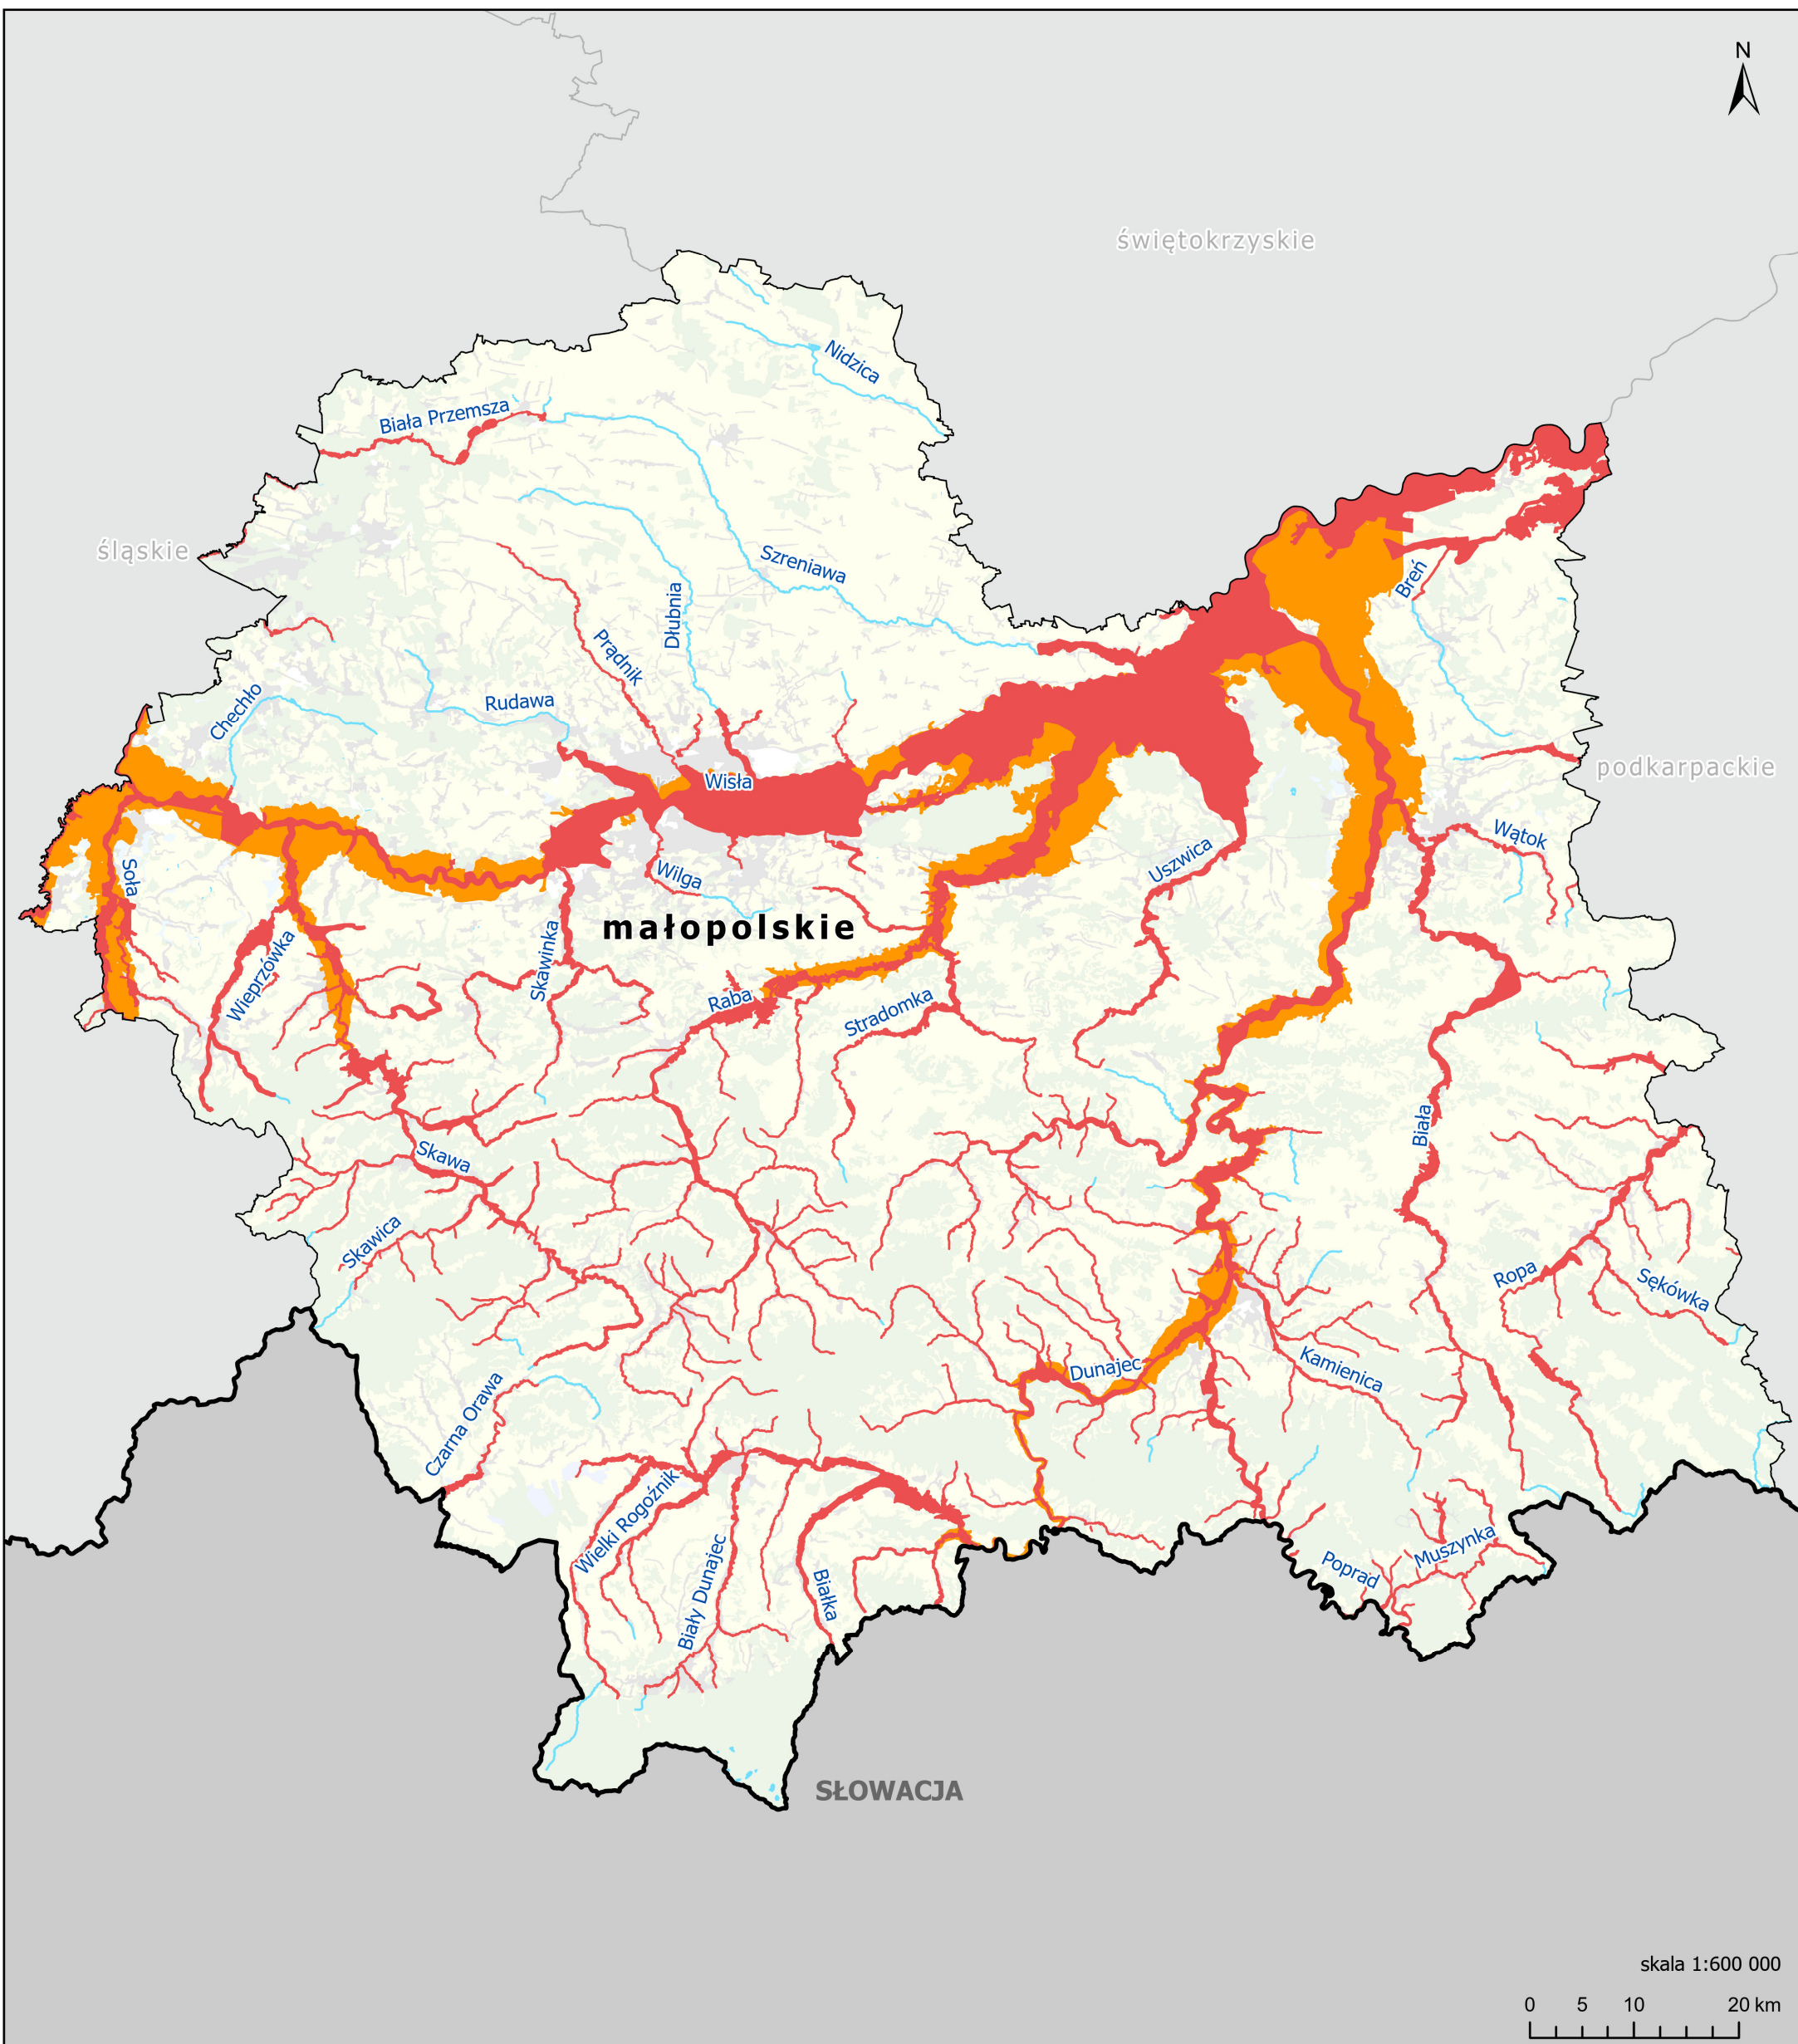 N
świętokrzyskie
Nidzica
Biała Przemsza
śląskie
Szreniawa
Breń
Dłubnia
Prądnik
Chechło
Rudawa
podkarpackie
Wisła
Wątok
Soła
Uszwica
Wilga
małopolskie
Skawinka
Wieprzówka
Raba
Stradomka
Biała
Skawa
Skawica
Ropa
Sękówka
Dunajec
Kamienica
Czarna Orawa
Wielki Rogoźnik
Muszynka
Poprad
Biały Dunajec
Białka
SŁOWACJA
skala 1:600 000
0 5 10 20 km